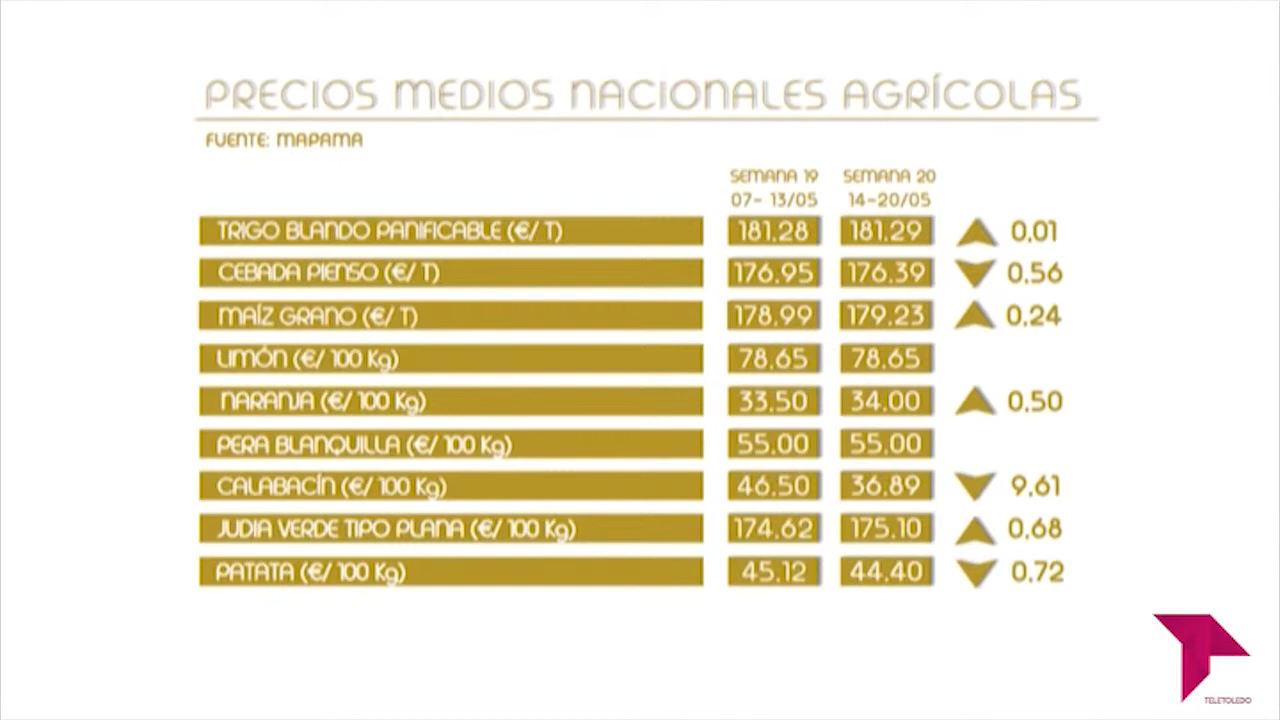 PRECIOS MEDIOS NACIONALES AGRÍCOLAS
FUENTE: MAPAMA
SEMANA 19 SEMANA 20
07- 13/05 14-20/05
TRIGO BLANDO PANIFICABLE (€/ T) 181.28 181.29 0.01
CEBADA PIENSO (€/ T) 176.95 176.39 0.56
MAÍZ GRANO (€/ T) 178.99 179.23 0.24
LIMÓN (€/ 100 Kg) 78.65 78.65
NARANJA (€/ 100 Kg) 33.50 34.00 0.50
PERA BLANQUILLA (€/ 100 Kg) 55.00 55.00
CALABACÍN (€/ 100 Kg) 46.50 36.89 9.61
JUDIA VERDE TIPO PLANA (€/ 100 Kg) 174.62 175.10 0.68
PATATA (€/ 100 Kg) 45.12 44.40 0.72
TELETOLEDO